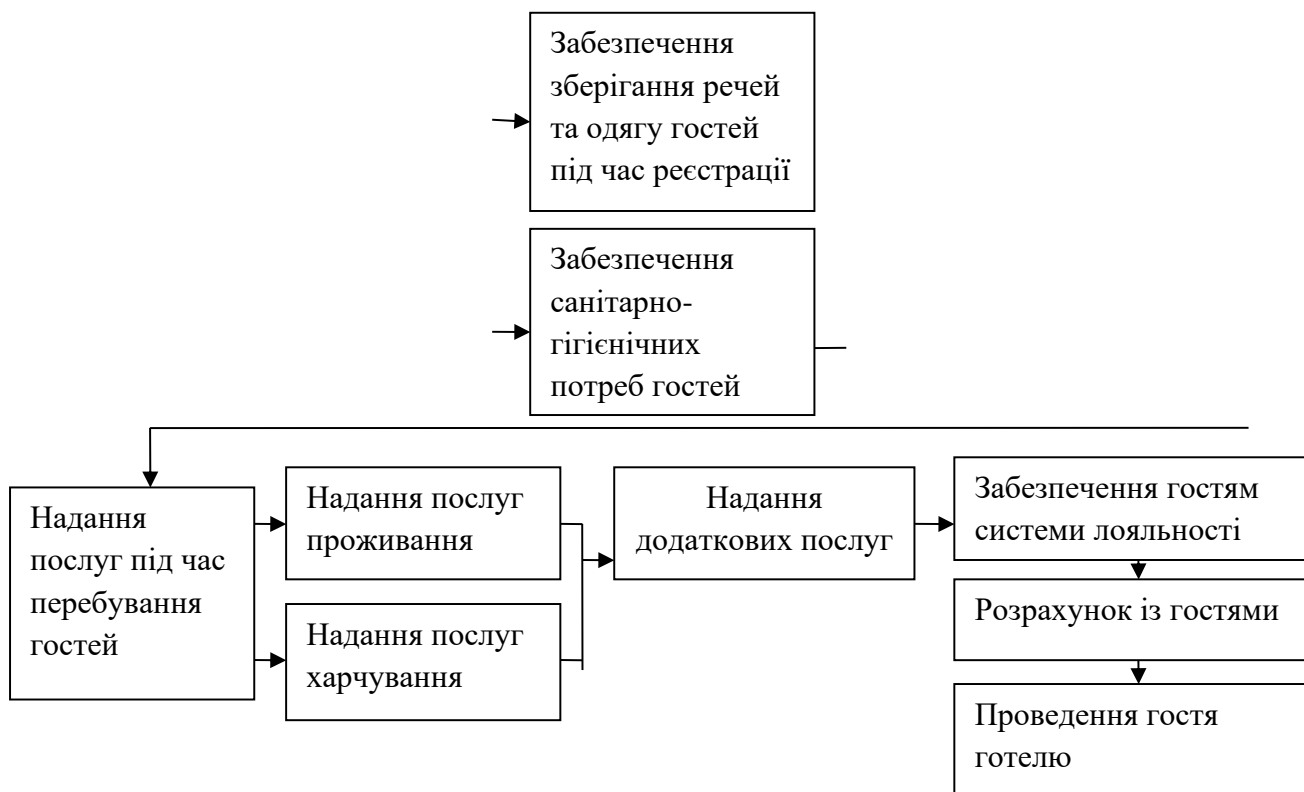 Забезпечення
зберігання речей
та одягу гостей
під час реєстрації
Забезпечення
санітарно-
гігієнічних
потреб гостей
Надання
послуг під час
перебування
гостей
Надання послуг
проживання
Надання послуг
харчування
Надання
додаткових послуг
Забезпечення гостям
системи лояльності
Розрахунок із гостями
Проведення гостя
готелю